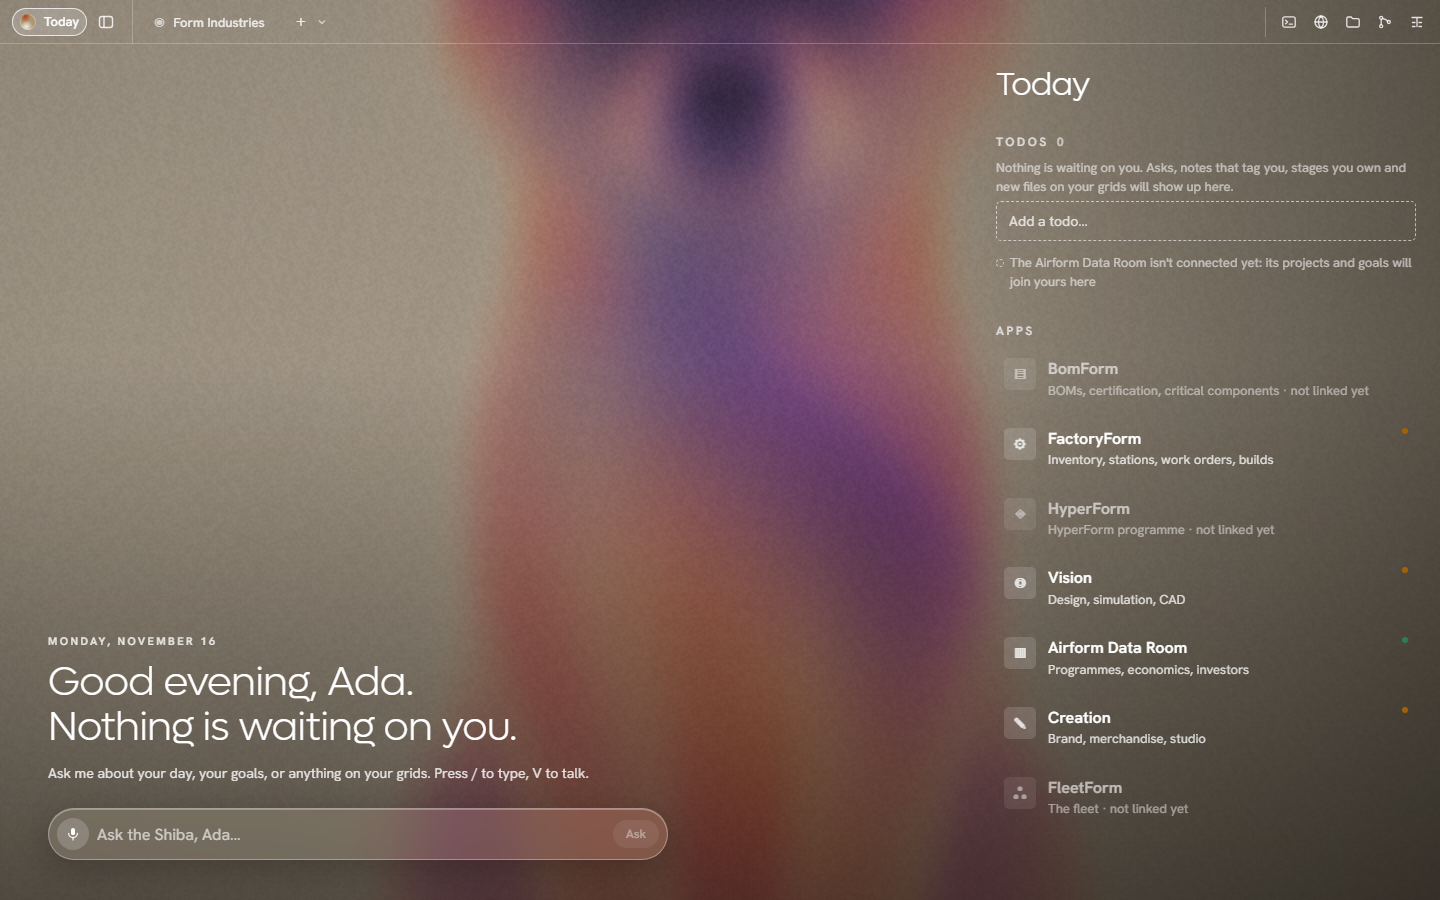 Today
Form Industries
Today
TODOS 0
Nothing is waiting on you. Asks, notes that tag you, stages you own and
new files on your grids will show up here.
Add a todo...
The Airform Data Room isn't connected yet: its projects and goals will
join yours here
APPS
BomForm
BOMs, certification, critical components · not linked yet
FactoryForm
Inventory, stations, work orders, builds
HyperForm
HyperForm programme · not linked yet
Vision
Design, simulation, CAD
Airform Data Room
Programmes, economics, investors
Creation
Brand, merchandise, studio
FleetForm
The fleet · not linked yet
MONDAY, NOVEMBER 16
Good evening, Ada.
Nothing is waiting on you.
Ask me about your day, your goals, or anything on your grids. Press / to type, V to talk.
Ask the Shiba, Ada...
Ask